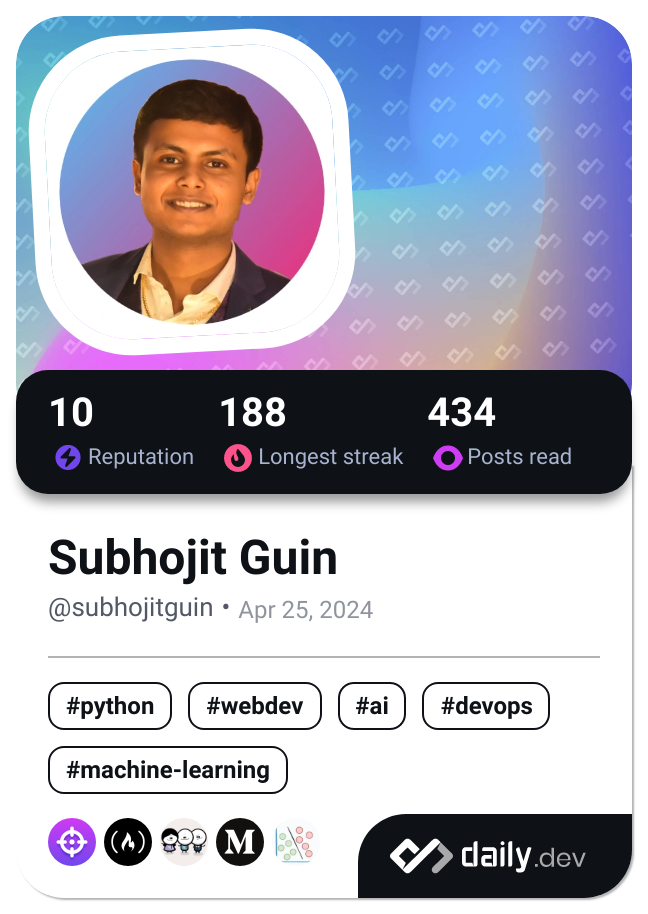 10 188 434
Reputation Longest streak Posts read
Subhojit Guin
@subhojitguin • Apr 25, 2024
#python #webdev #ai #devops
#machine-learning
M
daily.dev